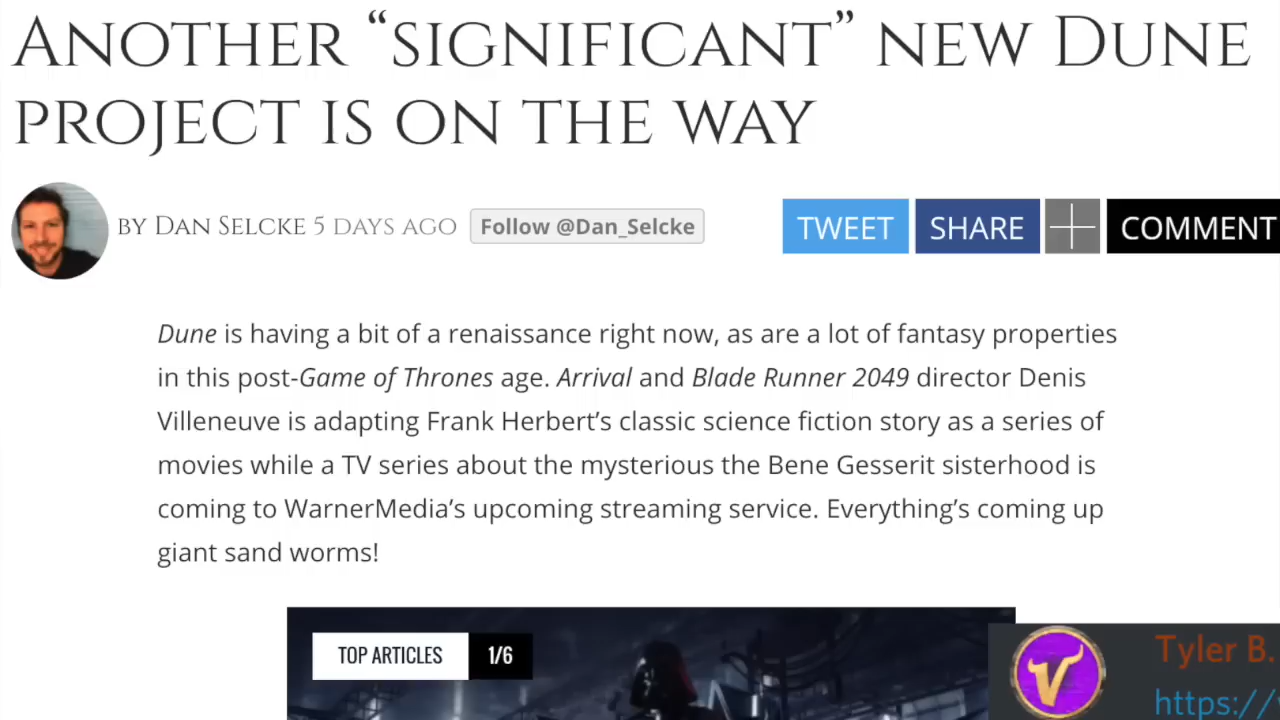 ANOTHER “SIGNIFICANT” NEW DUNE
PROJECT IS ON THE WAY
BY DAN SELCKE 5 DAYS AGO
Follow @Dan_Selcke
TWEET
SHARE
COMMENT
Dune is having a bit of a renaissance right now, as are a lot of fantasy properties
in this post-Game of Thrones age. Arrival and Blade Runner 2049 director Denis
Villeneuve is adapting Frank Herbert’s classic science fiction story as a series of
movies while a TV series about the mysterious the Bene Gesserit sisterhood is
coming to WarnerMedia’s upcoming streaming service. Everything’s coming up
giant sand worms!
TOP ARTICLES
1/6
Tyler B.
https://